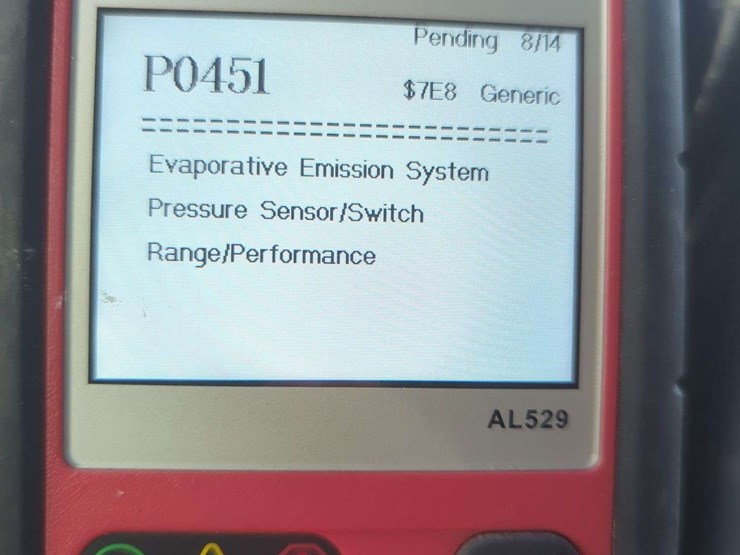 Pending 8/14
P0451
$7E8 Generic
Evaporative Emission System
Pressure Sensor/Switch
Range/Performance
AL529